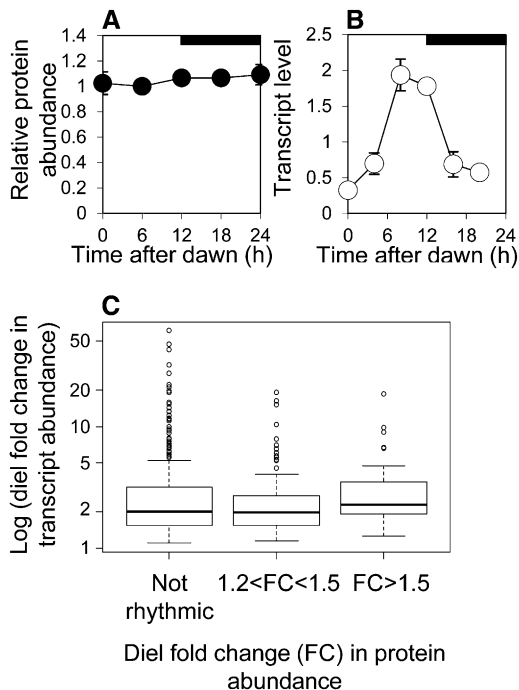 A
B
1.4
1.2
1
0.8
0.6
0.4
0.2
0
Relative protein
abundance
0 6 12 18 24
Time after dawn (h)
2.5
2
1.5
1
0.5
0
Transcript level
0 6 12 18 24
Time after dawn (h)
C
50
20
10
5
2
1
Log (diel fold change in
transcript abundance)
Not
rhythmic
1.2<FC<1.5
FC>1.5
Diel fold change (FC) in protein
abundance